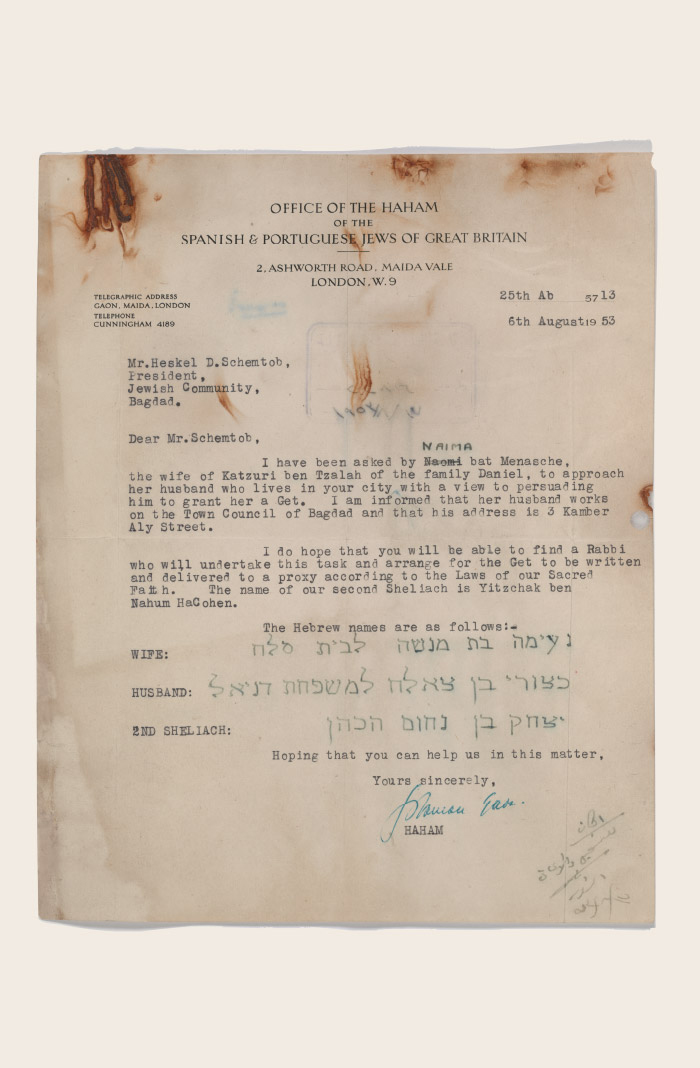 OFFICE OF THE HAHAM
OF THE
SPANISH & PORTUGUESE JEWS OF GREAT BRITAIN
2, ASHWORTH ROAD, MAIDA VALE
LONDON, W.9
TELEGRAPHIC ADDRESS
GAON, MAIDA, LONDON
TELEPHONE
CUNNINGHAM 4189
25th Ab 5713
6th August 19 53
Mr.Heskel D.Schemtob,
President,
Jewish Community,
Bagdad.
Dear Mr.Schemtob,
NAIMA
I have been asked by Naomi bat Menasche,
the wife of Katzuri ben Tzalah of the family Daniel, to approach
her husband who lives in your city with a view to persuading
him to grant her a Get. I am informed that her husband works
on the Town Council of Bagdad and that his address is 3 Kamber
Aly Street.
I do hope that you will be able to find a Rabbi
who will undertake this task and arrange for the Get to be written
and delivered to a proxy according to the Laws of our Sacred
Faith. The name of our second Sheliach is Yitzchak ben
Nahum HaCohen.
The Hebrew names are as follows:-
WIFE: נעימה בת מנשה לבית סלח
HUSBAND: כצורי בן צאלח למשפחת דניאל
2ND SHELIACH: יצחק בן נחום הכהן
Hoping that you can help us in this matter,
Yours sincerely,
Solomon Gaon.
HAHAM